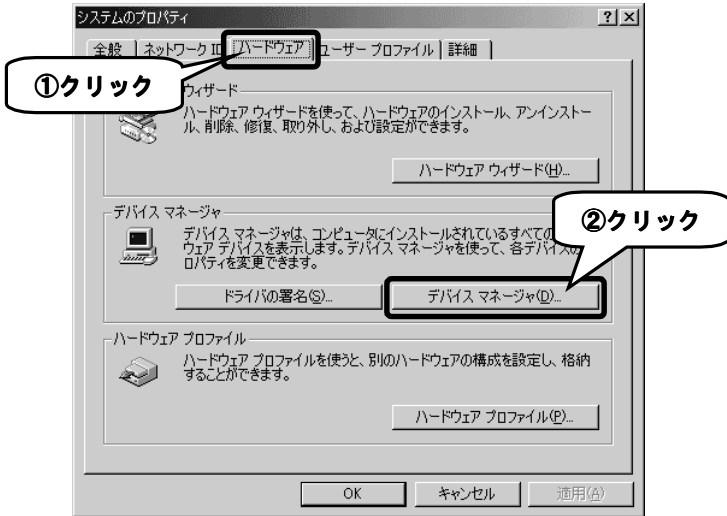 システムのプロパティ
全般 ネットワーク ID ハードウェア ユーザー プロファイル 詳細
①クリック
ウィザード
ハードウェア ウィザードを使って、ハードウェアのインストール、アンインストー
ル、削除、修復、取り外し、および設定ができます。
ハードウェア ウィザード(H)...
デバイス マネージャ
②クリック
デバイス マネージャは、コンピュータにインストールされているすべての
ウェア デバイスを表示します。デバイス マネージャを使って、各デバイスの
ロパティを変更できます。
ドライバの署名(S)...
デバイス マネージャ(D)...
ハードウェア プロファイル
ハードウェア プロファイルを使うと、別のハードウェアの構成を設定し、格納
することができます。
ハードウェア プロファイル(P)...
OK キャンセル 適用(A)